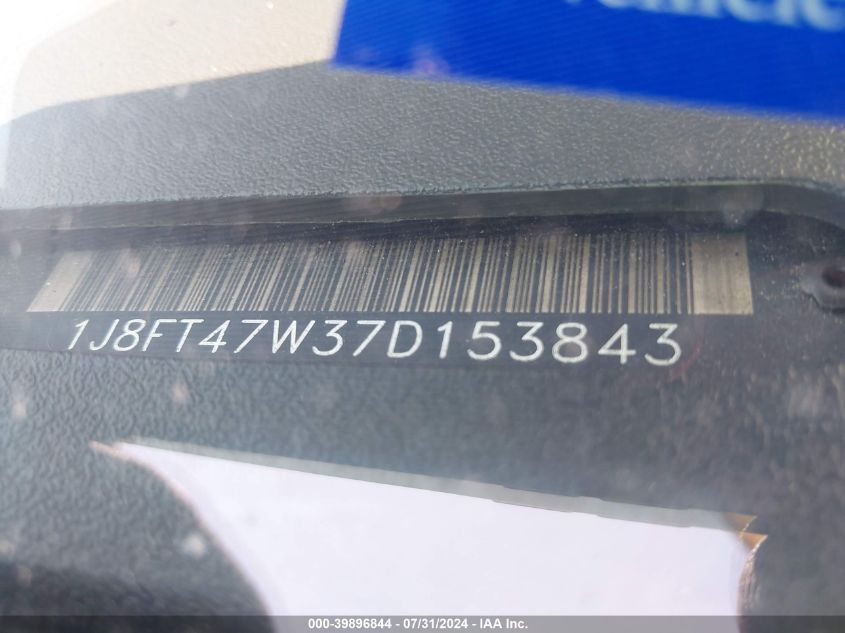 1J8FT47W37D153843
000-39896844 - 07/31/2024 - IAA Inc.